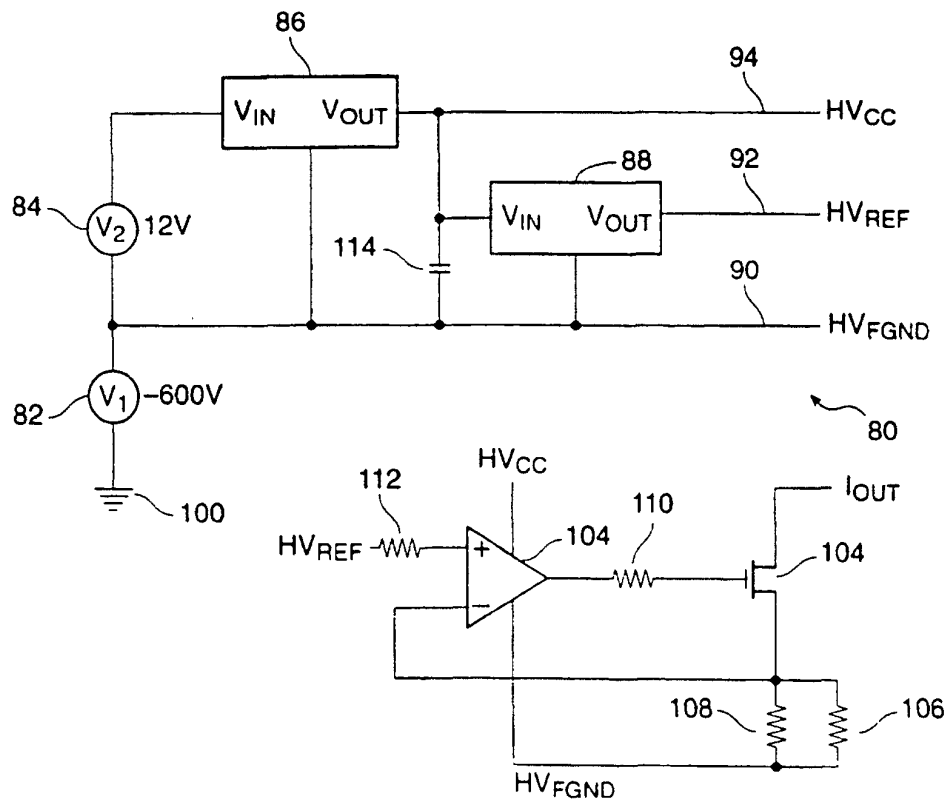 86
94
V_IN V_OUT
HV_CC
88
92
84
V_2 12V
V_IN V_OUT
HV_REF
114
90
HV_FGND
82
V_1 -600V
80
HV_CC
112
110
I_OUT
100
HV_REF
+
104
104
−
108
106
HV_FGND